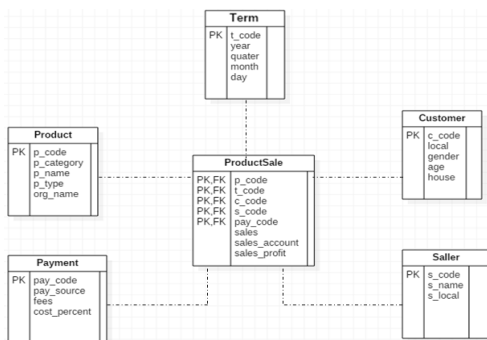 Term
PK t_code
year
quater
month
day
Customer
PK c_code
local
gender
age
house
Product
PK p_code
p_category
p_name
p_type
org_name
ProductSale
PK,FK p_code
PK,FK t_code
PK,FK c_code
PK,FK s_code
PK,FK pay_code
sales
sales_account
sales_profit
Payment
PK pay_code
pay_source
fees
cost_percent
Saller
PK s_code
s_name
s_local